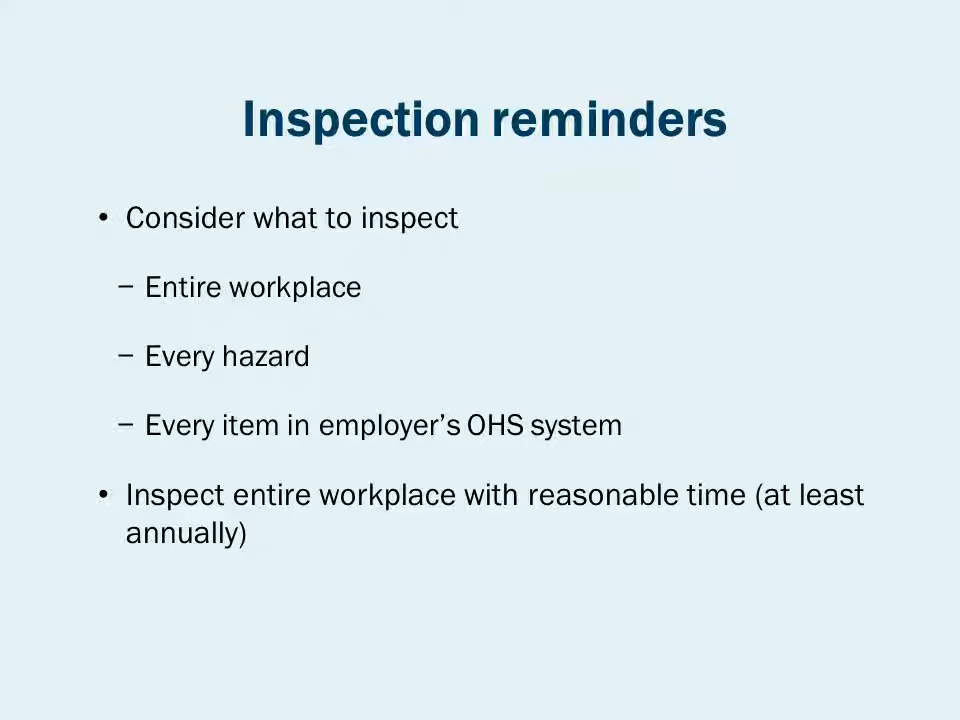 Inspection reminders
• Consider what to inspect
– Entire workplace
– Every hazard
– Every item in employer’s OHS system
• Inspect entire workplace with reasonable time (at least
annually)